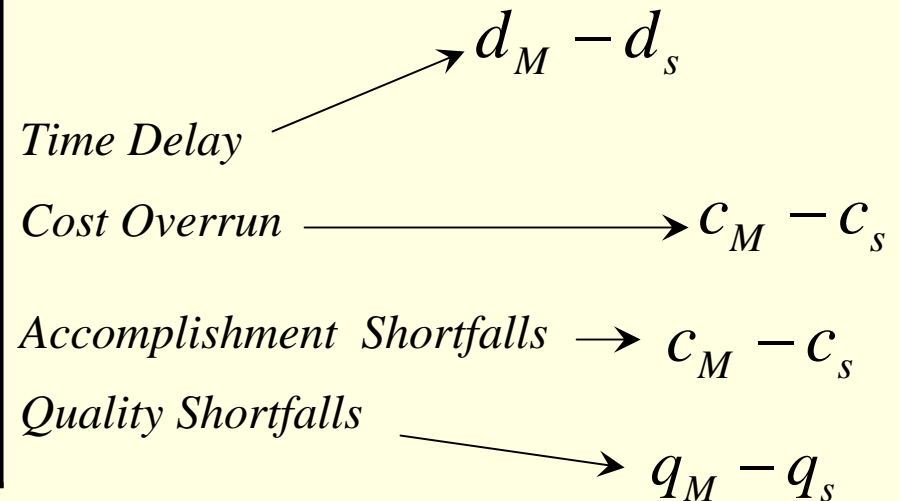 d_M − d_s
Time Delay
Cost Overrun c_M − c_s
Accomplishment Shortfalls c_M − c_s
Quality Shortfalls
q_M − q_s